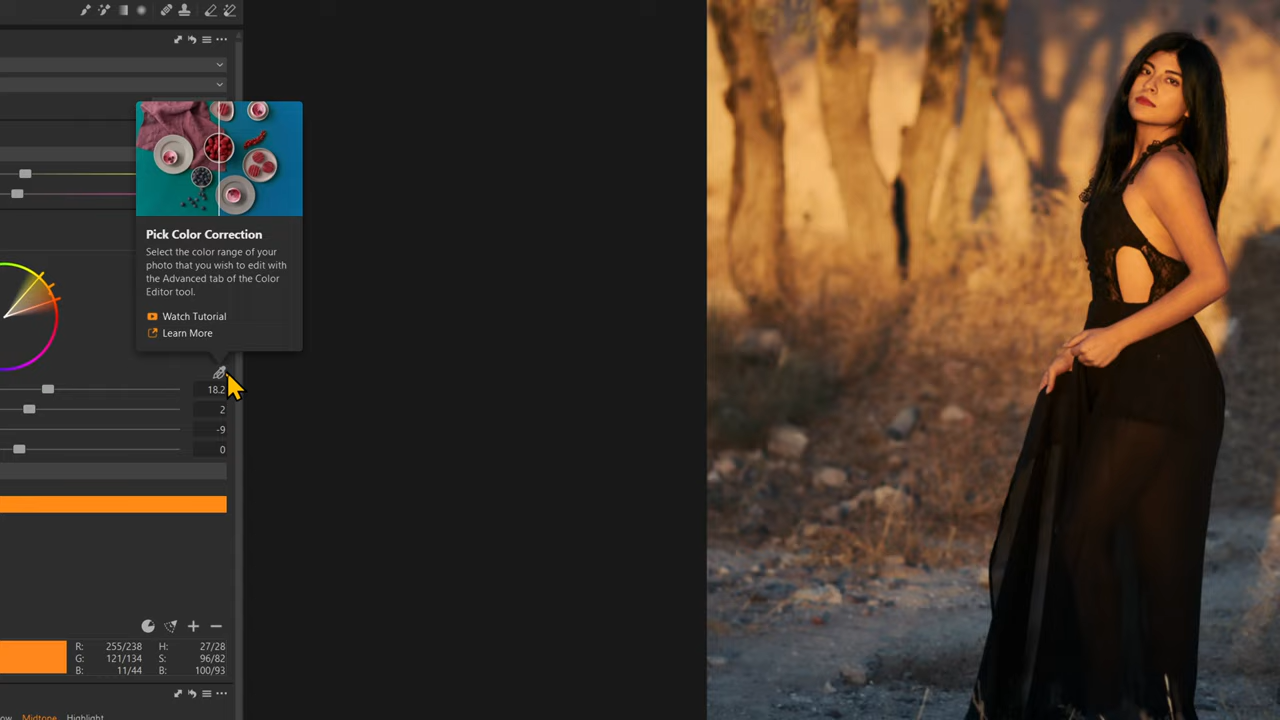 Pick Color Correction
Select the color range of your
photo that you wish to edit with
the Advanced tab of the Color
Editor tool.
Watch Tutorial
Learn More
18.2
2
-9
0
R: 255/238 H: 27/28
G: 121/134 S: 96/82
B: 11/44 B: 100/93
Midtone Highlight